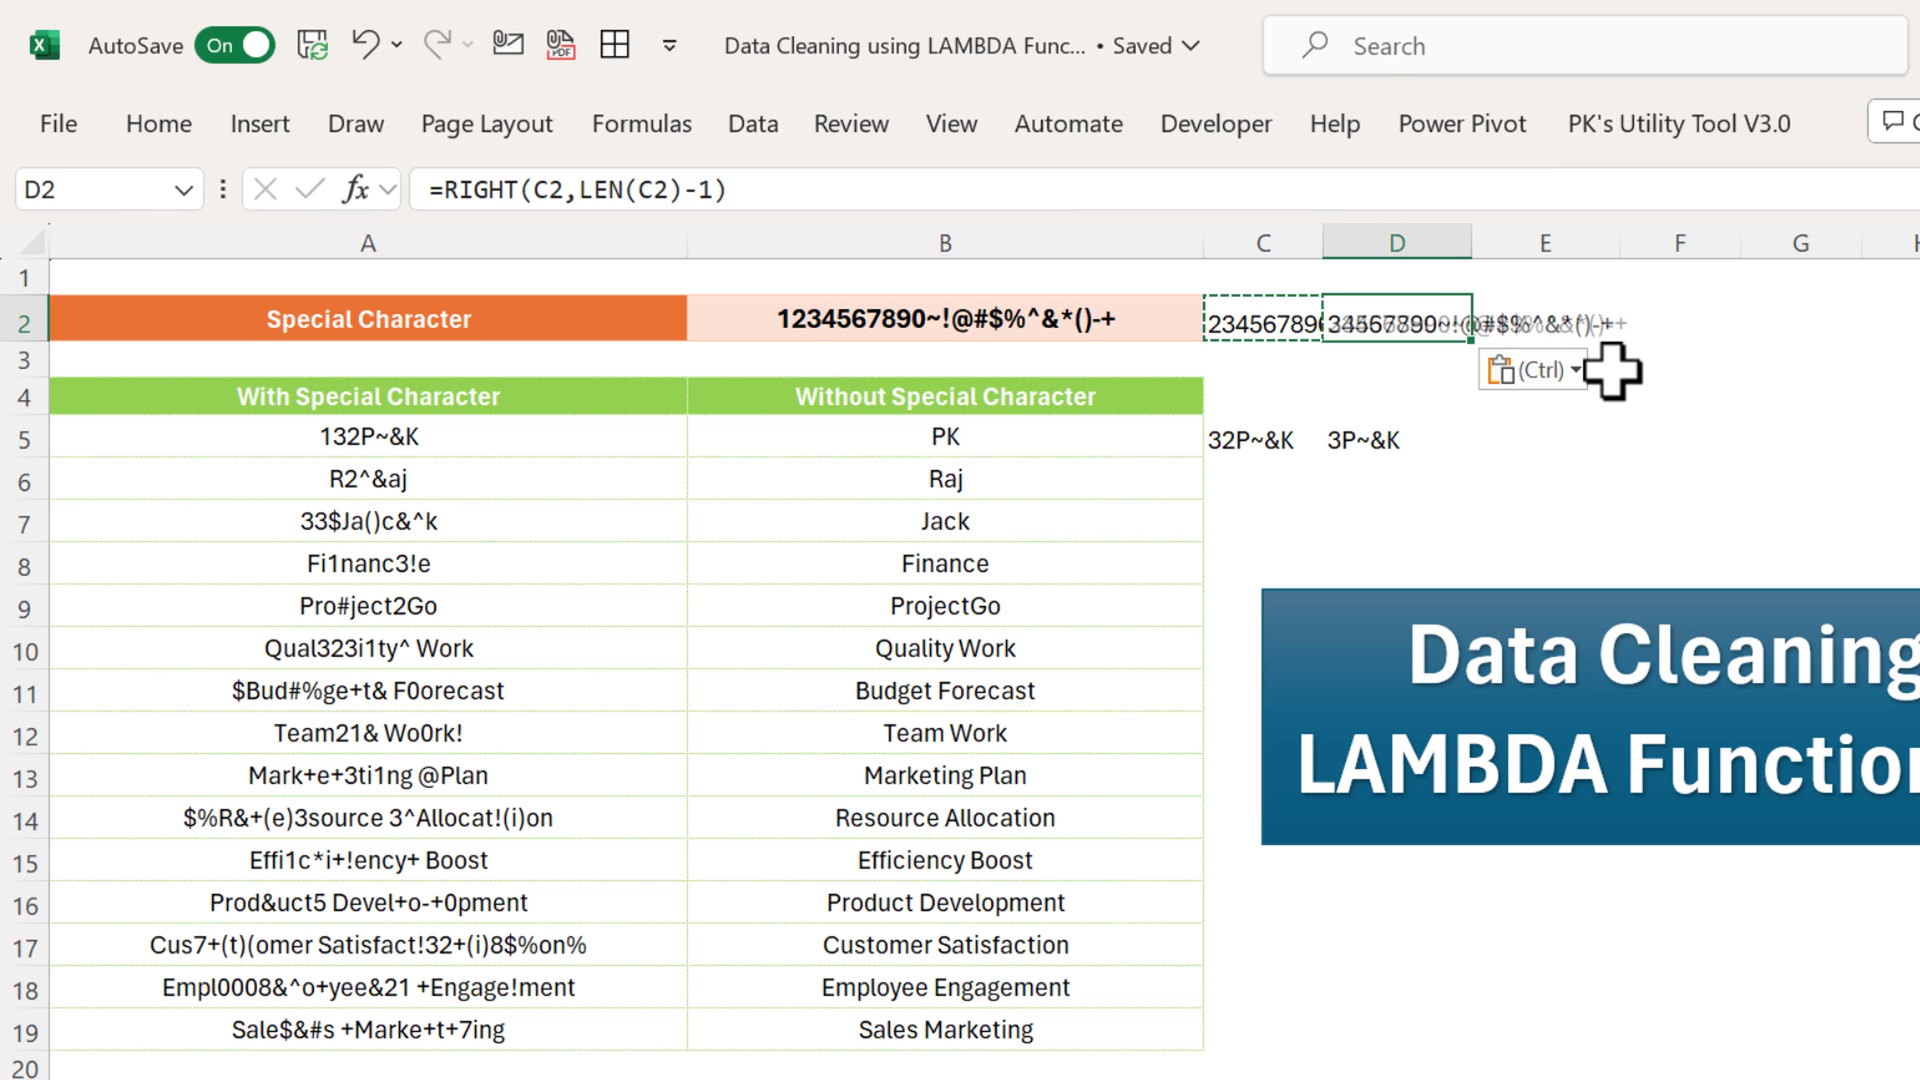 AutoSave On Data Cleaning using LAMBDA Func... • Saved Search
File Home Insert Draw Page Layout Formulas Data Review View Automate Developer Help Power Pivot PK's Utility Tool V3.0
D2 fx =RIGHT(C2,LEN(C2)-1)
A B C D E F G
1
2 Special Character 1234567890~!@#$%^&*()-+ 234567890 34567890~!@#$%^&*()-+
(Ctrl)
3
4 With Special Character Without Special Character
5 132P~&K PK 32P~&K 3P~&K
6 R2^&aj Raj
7 33$Ja()c&^k Jack
8 Fi1nanc3!e Finance
9 Pro#ject2Go ProjectGo
10 Qual323i1ty^ Work Quality Work
11 $Bud#%ge+t& F0orecast Budget Forecast
12 Team21& Wo0rk! Team Work
13 Mark+e+3ti1ng @Plan Marketing Plan
14 $%R&+(e)3source 3^Allocat!(i)on Resource Allocation
15 Effi1c*i+!ency+ Boost Efficiency Boost
16 Prod&uct5 Devel+o-+0pment Product Development
17 Cus7+(t)(omer Satisfact!32+(i)8$%on% Customer Satisfaction
18 Empl0008&^o+yee&21 +Engage!ment Employee Engagement
19 Sale$&#s +Marke+t+7ing Sales Marketing
20
Data Cleaning
LAMBDA Function